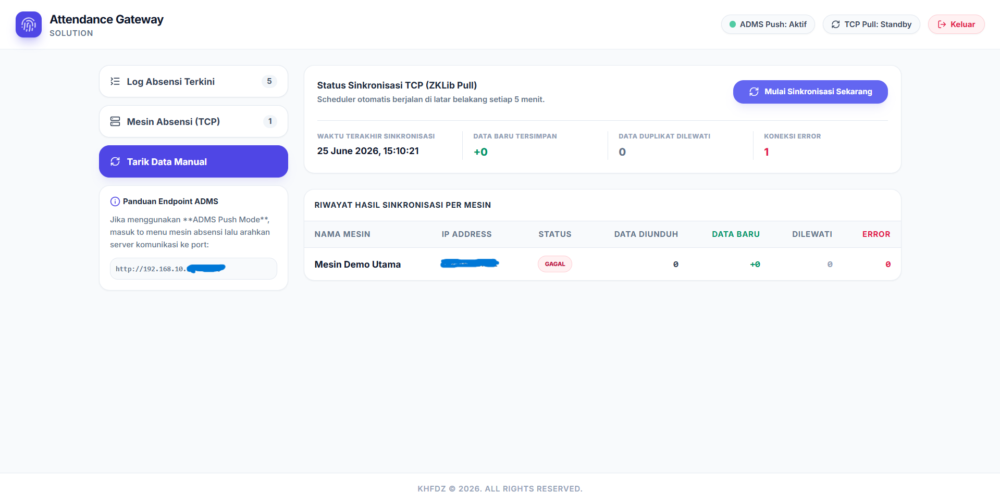 Attendance Gateway
SOLUTION
ADMS Push: Aktif
TCP Pull: Standby
Keluar
Log Absensi Terkini
5
Mesin Absensi (TCP)
1
Tarik Data Manual
Panduan Endpoint ADMS
Jika menggunakan **ADMS Push Mode**,
masuk to menu mesin absensi lalu arahkan
server komunikasi ke port:
http://192.168.10.
Status Sinkronisasi TCP (ZKLib Pull)
Scheduler otomatis berjalan di latar belakang setiap 5 menit.
Mulai Sinkronisasi Sekarang
WAKTU TERAKHIR SINKRONISASI
25 June 2026, 15:10:21
DATA BARU TERSIMPAN
+0
DATA DUPLIKAT DILEWATI
0
KONEKSI ERROR
1
RIWAYAT HASIL SINKRONISASI PER MESIN
NAMA MESIN IP ADDRESS STATUS DATA DIUNDUH DATA BARU DILEWATI ERROR
Mesin Demo Utama GAGAL 0 +0 0 0
KHFDZ © 2026. ALL RIGHTS RESERVED.